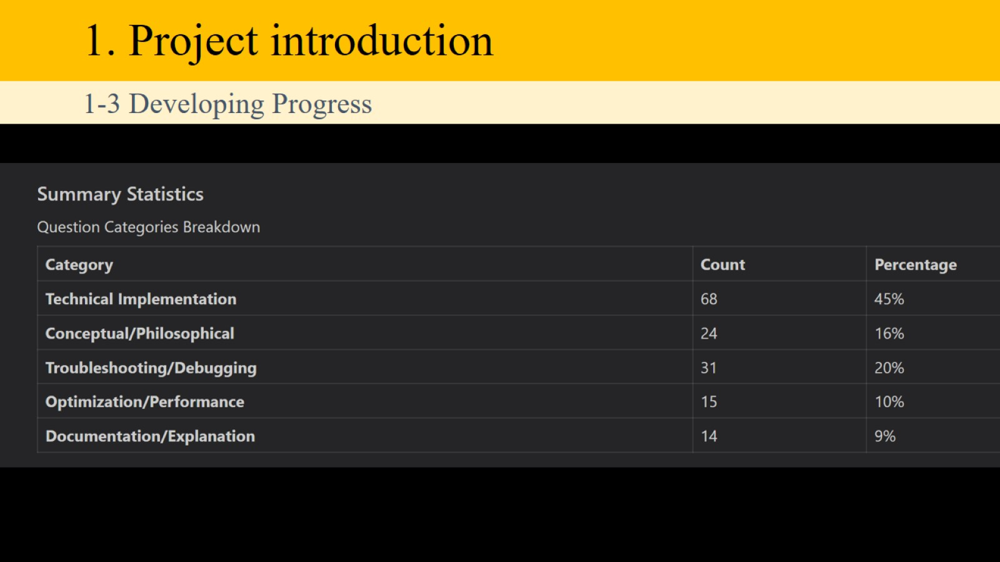 1. Project introduction
1-3 Developing Progress
Summary Statistics
Question Categories Breakdown
Category Count Percentage
Technical Implementation 68 45%
Conceptual/Philosophical 24 16%
Troubleshooting/Debugging 31 20%
Optimization/Performance 15 10%
Documentation/Explanation 14 9%